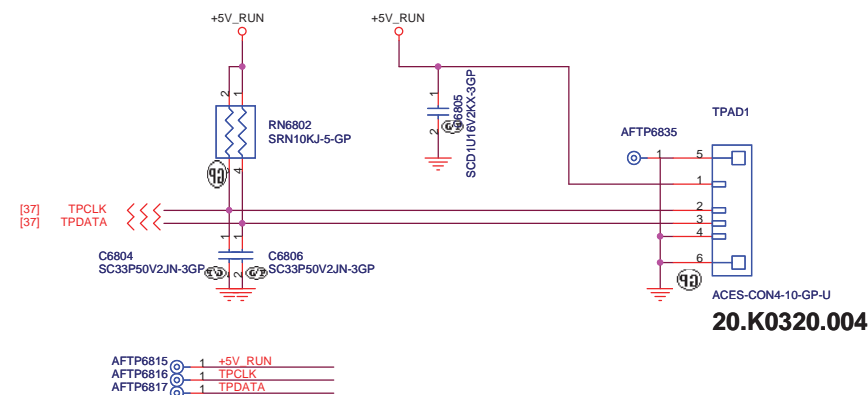 +5V_RUN
+5V_RUN
2 1
RN6802
SRN10KJ-5-GP
4
1
2
C6805
SCD1U16V2KX-3GP
AFTP6835
1
TPAD1
5
1
2
3
4
6
[37] TPCLK
[37] TPDATA
1 1
C6804
SC33P50V2JN-3GP
2
C6806
SC33P50V2JN-3GP
GP
ACES-CON4-10-GP-U
20.K0320.004
AFTP6815 1 +5V_RUN
AFTP6816 1 TPCLK
AFTP6817 1 TPDATA